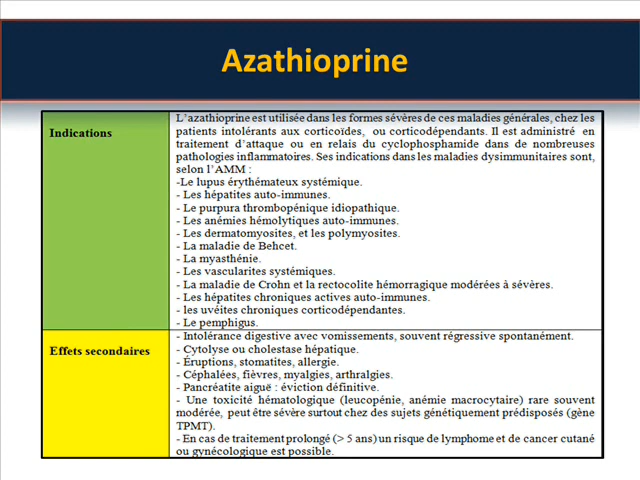 Azathioprine
Indications
L'azathioprine est utilisée dans les formes sévères de ces maladies générales, chez les
patients intolérants aux corticoïdes, ou corticodépendants. Il est administré en
traitement d'attaque ou en relais du cyclophosphamide dans de nombreuses
pathologies inflammatoires. Ses indications dans les maladies dysimmunitaires sont,
selon l'AMM :
-Le lupus érythémateux systémique.
- Les hépatites auto-immunes.
- Le purpura thrombopénique idiopathique.
- Les anémies hémolytiques auto-immunes.
- Les dermatomyosites, et les polymyosites.
- La maladie de Behcet.
- La myasthénie.
- Les vascularites systémiques.
- La maladie de Crohn et la rectocolite hémorragique modérées à sévères.
- Les hépatites chroniques actives auto-immunes.
- les uvéites chroniques corticodépendantes.
- Le pemphigus.
Effets secondaires
- Intolérance digestive avec vomissements, souvent régressive spontanément.
- Cytolyse ou cholestase hépatique.
- Éruptions, stomatites, allergie.
- Céphalées, fièvres, myalgies, arthralgies.
- Pancréatite aiguë : éviction définitive.
- Une toxicité hématologique (leucopénie, anémie macrocytaire) rare souvent
modérée, peut être sévère surtout chez des sujets génétiquement prédisposés (gène
TPMT).
- En cas de traitement prolongé (> 5 ans) un risque de lymphome et de cancer cutané
ou gynécologique est possible.